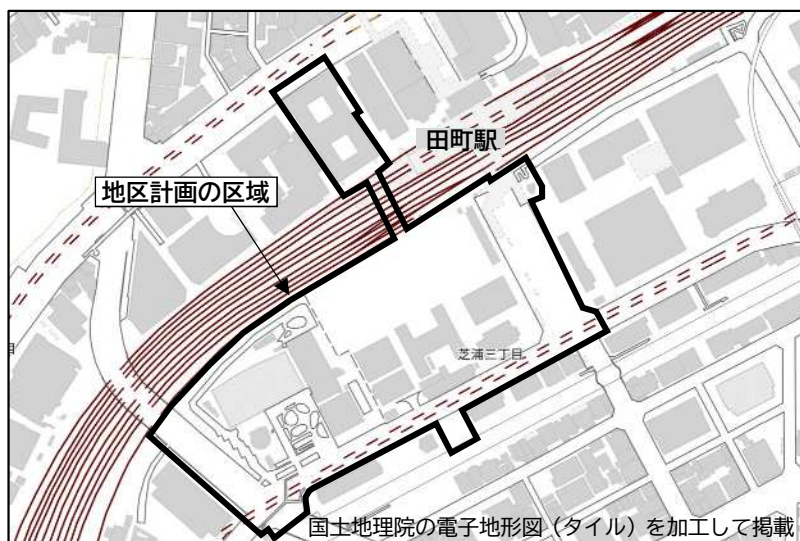 田町駅
地区計画の区域
芝浦三丁目
目
国土地理院の電子地形図（タイル）を加工して掲載